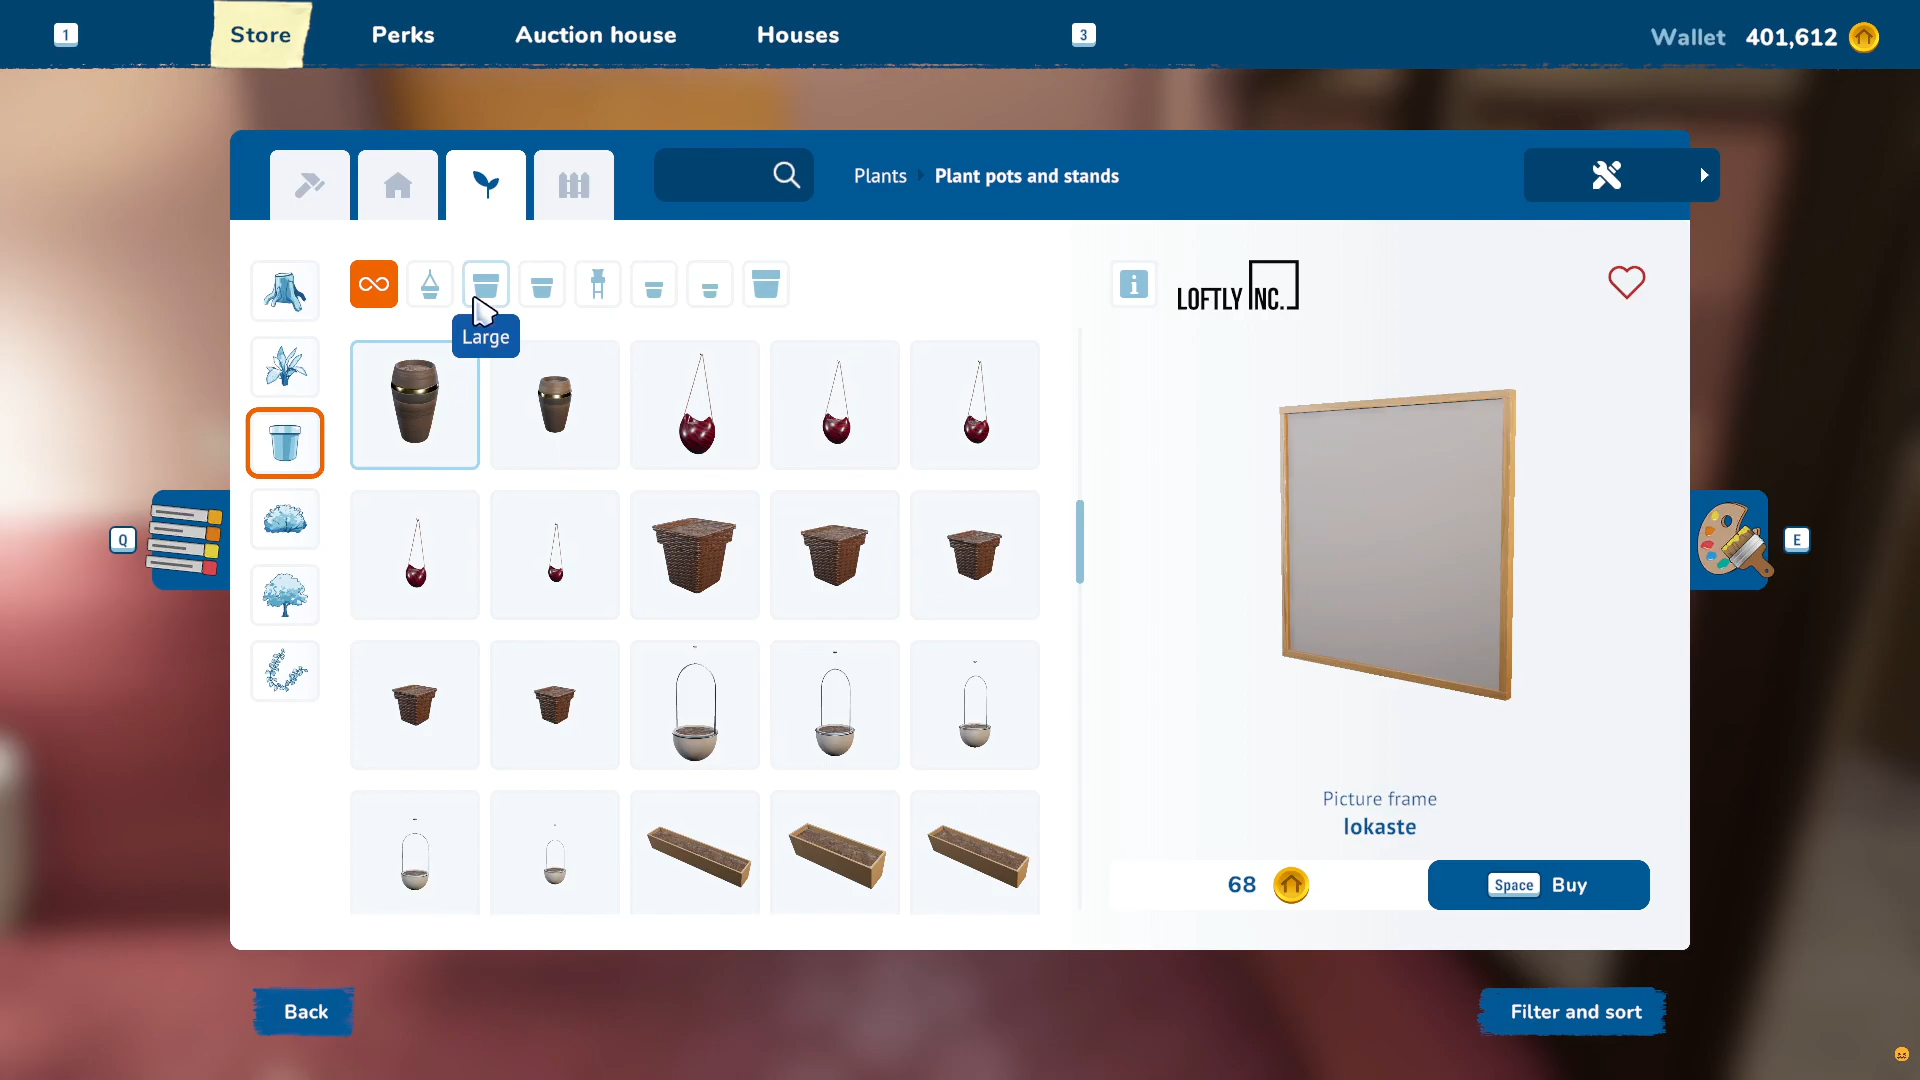 1
Store
Perks
Auction house
Houses
3
Wallet 401,612
Plants
Plant pots and stands
Large
i
LOFTLY INC.
Q
E
Picture frame
Iokaste
68
Space Buy
Back
Filter and sort